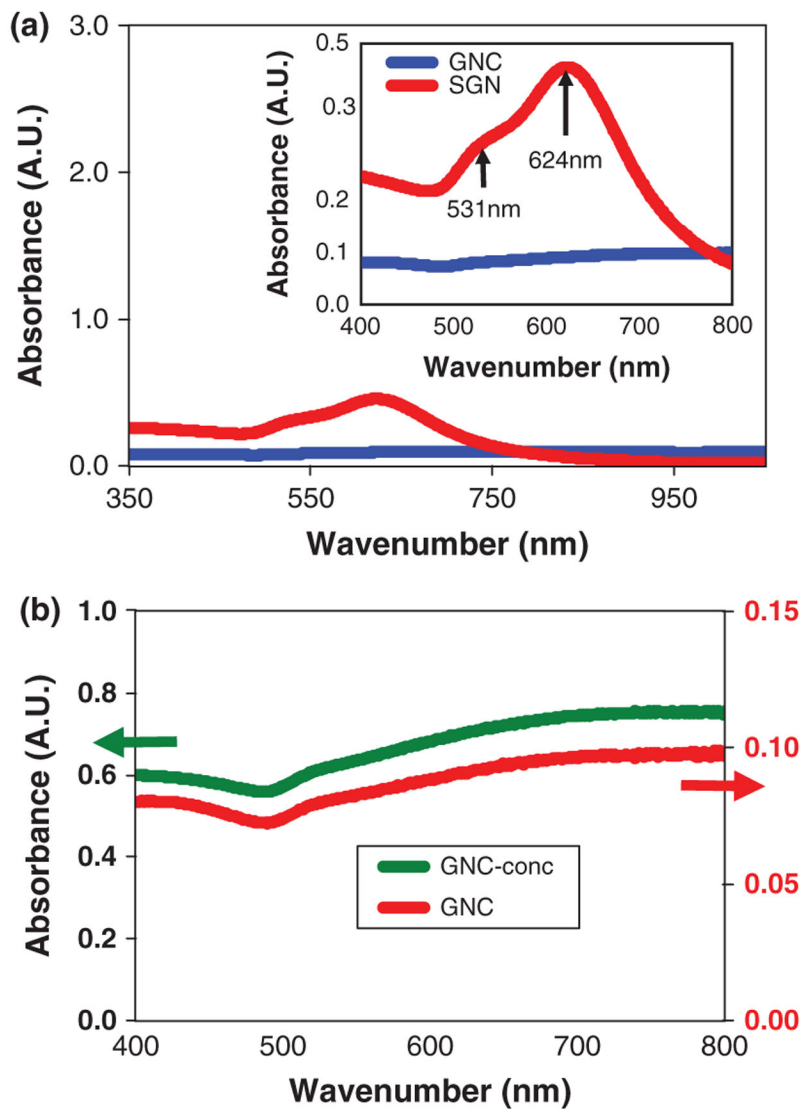 (a)
3.0
2.0
1.0
0.0
Absorbance (A.U.)
350
550
750
950
Wavenumber (nm)
0.5
0.3
0.2
0.1
0.0
Absorbance (A.U.)
GNC
SGN
531nm
624nm
400
500
600
700
800
Wavenumber (nm)
(b)
1.0
0.8
0.6
0.4
0.2
0.0
Absorbance (A.U.)
0.15
0.10
0.05
0.00
GNC-conc
GNC
400
500
600
700
800
Wavenumber (nm)